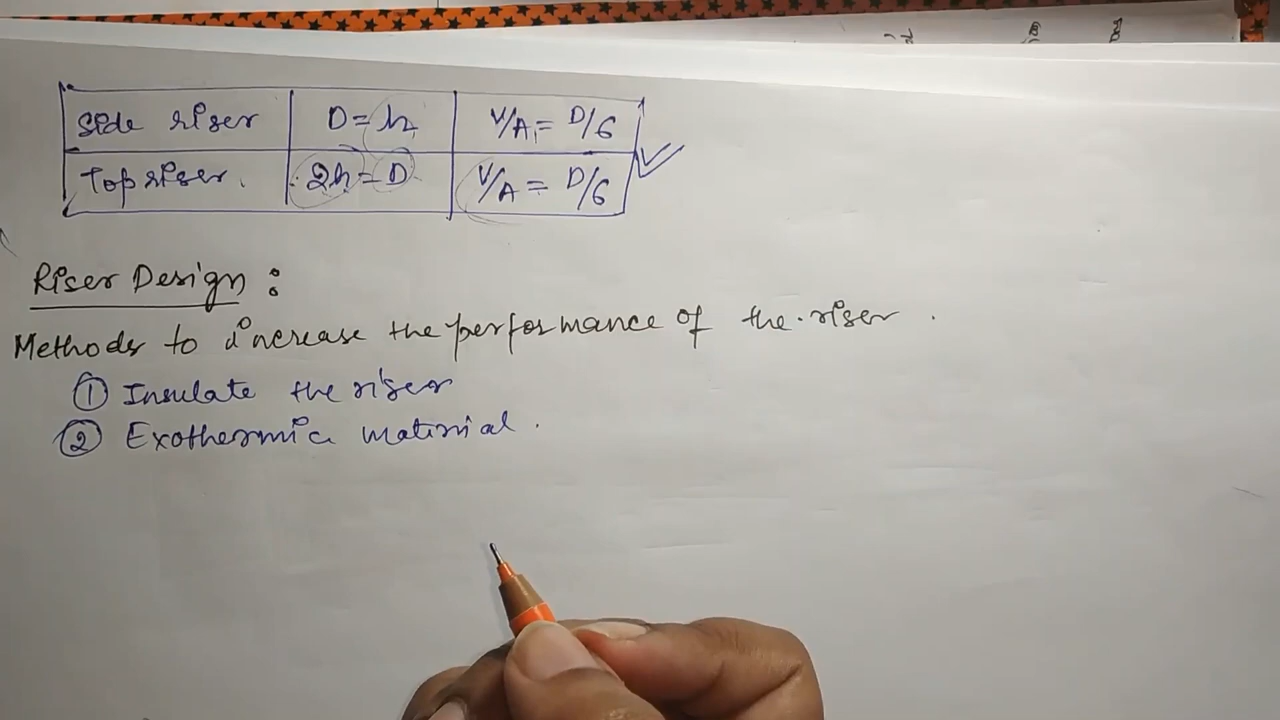 Side riser D = h V/A = D/6
Top riser. 2h = D V/A = D/6
Riser Design :
Methods to increase the performance of the riser.
① Insulate the riser
② Exothermic material.